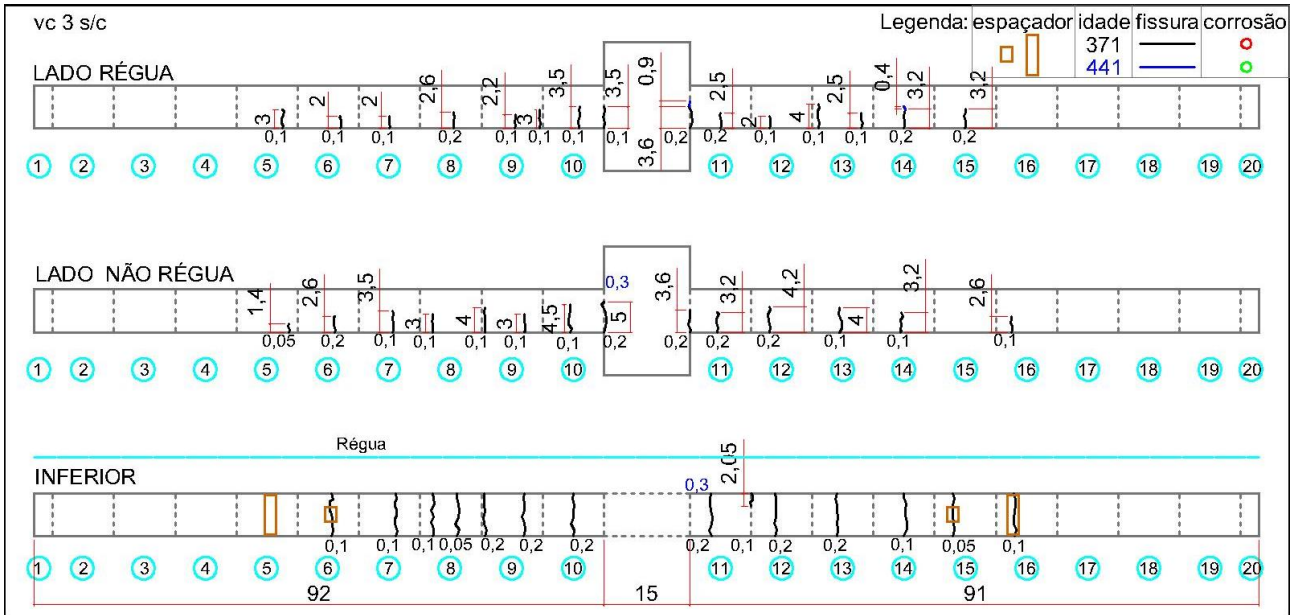 vc 3 s/c
Legenda: espaçador idade fissura corrosão
371
441
LADO RÉGUA
3 2 2 2,6 2,2 3 3,5 3,5 0,9 3,6 2,5 2 4 2,5 0,4 3,2 3,2
0,1 0,1 0,1 0,2 0,1 0,1 0,1 0,2 0,2 0,1 0,1 0,1 0,2 0,2
1 2 3 4 5 6 7 8 9 10 11 12 13 14 15 16 17 18 19 20
LADO NÃO RÉGUA
1,4 2,6 3,5 3 4 3 4,5 0,3 5 3,6 3,2 4,2 4 3,2 2,6
0,05 0,2 0,1 0,1 0,1 0,1 0,1 0,2 0,2 0,1 0,2 0,1 0,1 0,1
1 2 3 4 5 6 7 8 9 10 11 12 13 14 15 16 17 18 19 20
Régua
INFERIOR
0,3 2,05
0,1 0,1 0,1 0,05 0,2 0,2 0,2 0,2 0,1 0,2 0,2 0,1 0,05 0,1
1 2 3 4 5 6 7 8 9 10 11 12 13 14 15 16 17 18 19 20
92 15 91